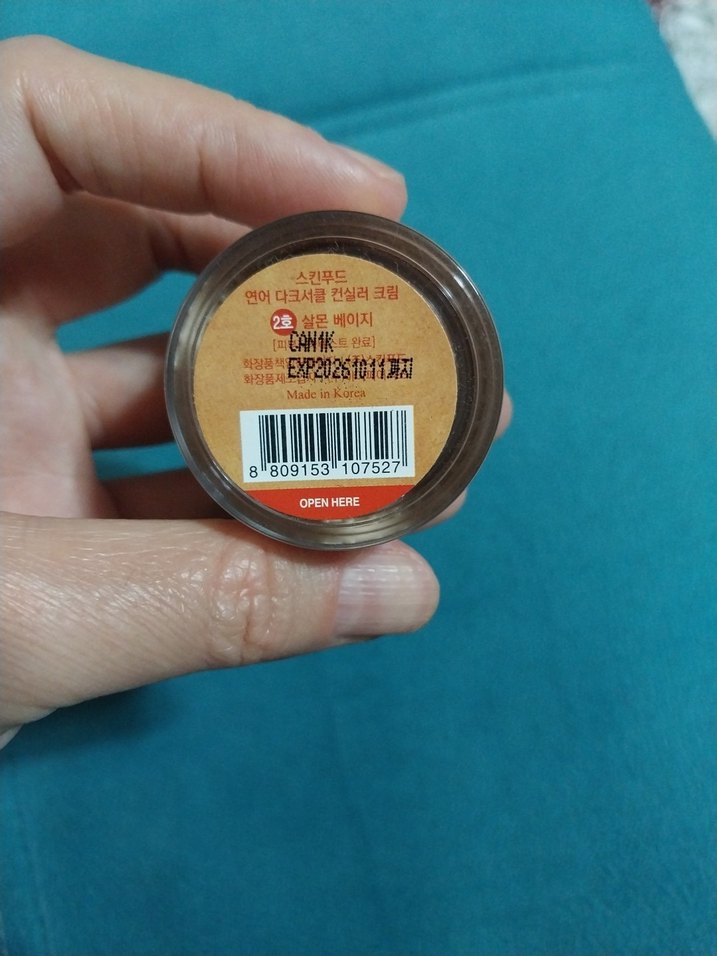 스킨푸드
연어 다크서클 컨실러 크림
2호 살몬 베이지
완료]
CAN1K
EXP20261011까지
Made in Korea
8 809153 107527
OPEN HERE